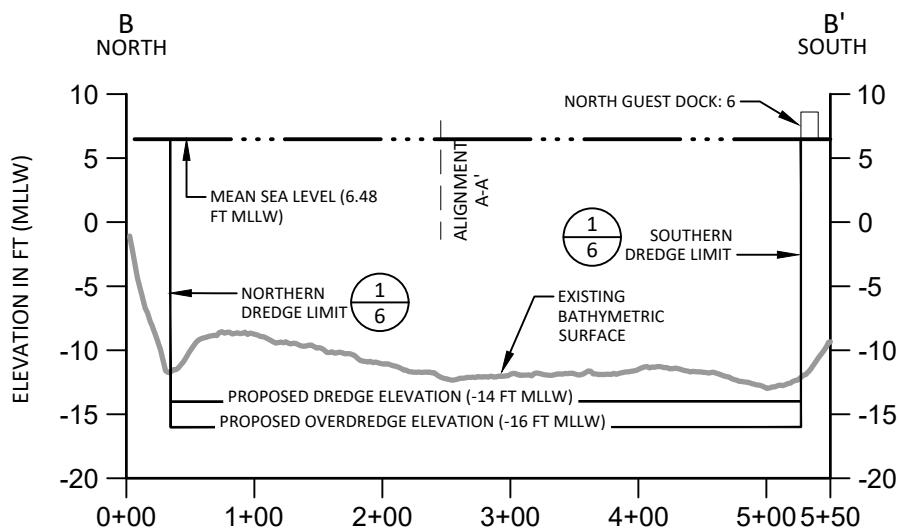 B
NORTH
B'
SOUTH
ELEVATION IN FT (MLLW)
10
5
0
-5
-10
-15
-20
10
5
0
-5
-10
-15
-20
NORTH GUEST DOCK: 6
MEAN SEA LEVEL (6.48
FT MLLW)
ALIGNMENT
A-A'
1
6
SOUTHERN
DREDGE LIMIT
NORTHERN
DREDGE LIMIT
1
6
EXISTING
BATHYMETRIC
SURFACE
PROPOSED DREDGE ELEVATION (-14 FT MLLW)
PROPOSED OVERDREDGE ELEVATION (-16 FT MLLW)
0+00
1+00
2+00
3+00
4+00
5+00
5+50